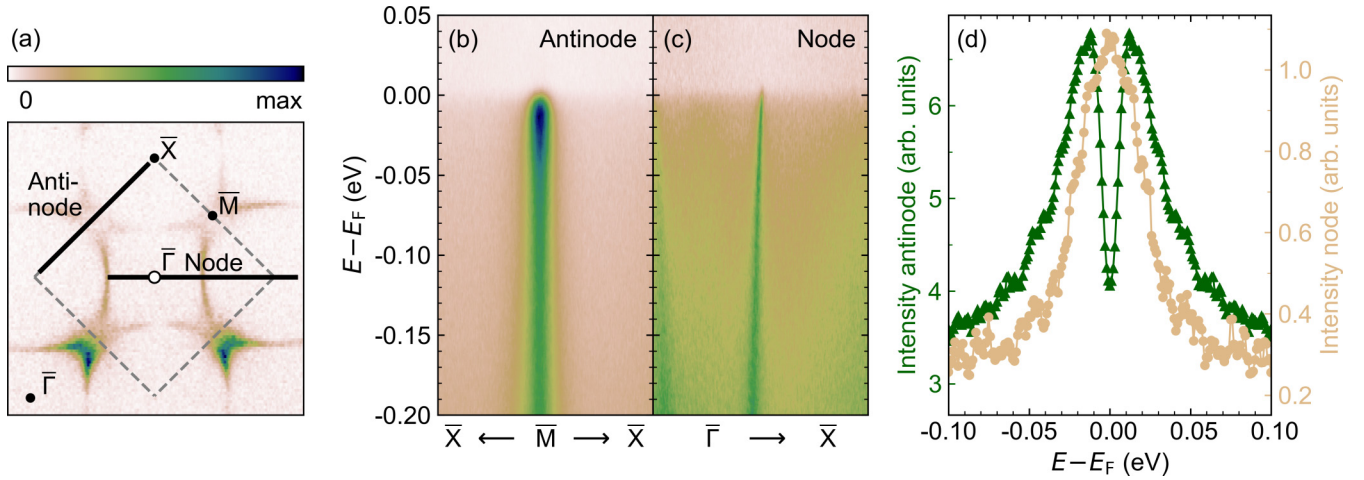 (a)
0 max
X̅
Anti-
node
M̅
Γ̅ Node
Γ̅
(b) Antinode
(c) Node
0.05
0.00
-0.05
-0.10
-0.15
-0.20
E−E_F (eV)
X̅ ← M̅ → X̅
Γ̅ → X̅
(d)
Intensity antinode (arb. units)
6
5
4
3
Intensity node (arb. units)
1.0
0.8
0.6
0.4
0.2
-0.10 -0.05 0.00 0.05 0.10
E−E_F (eV)